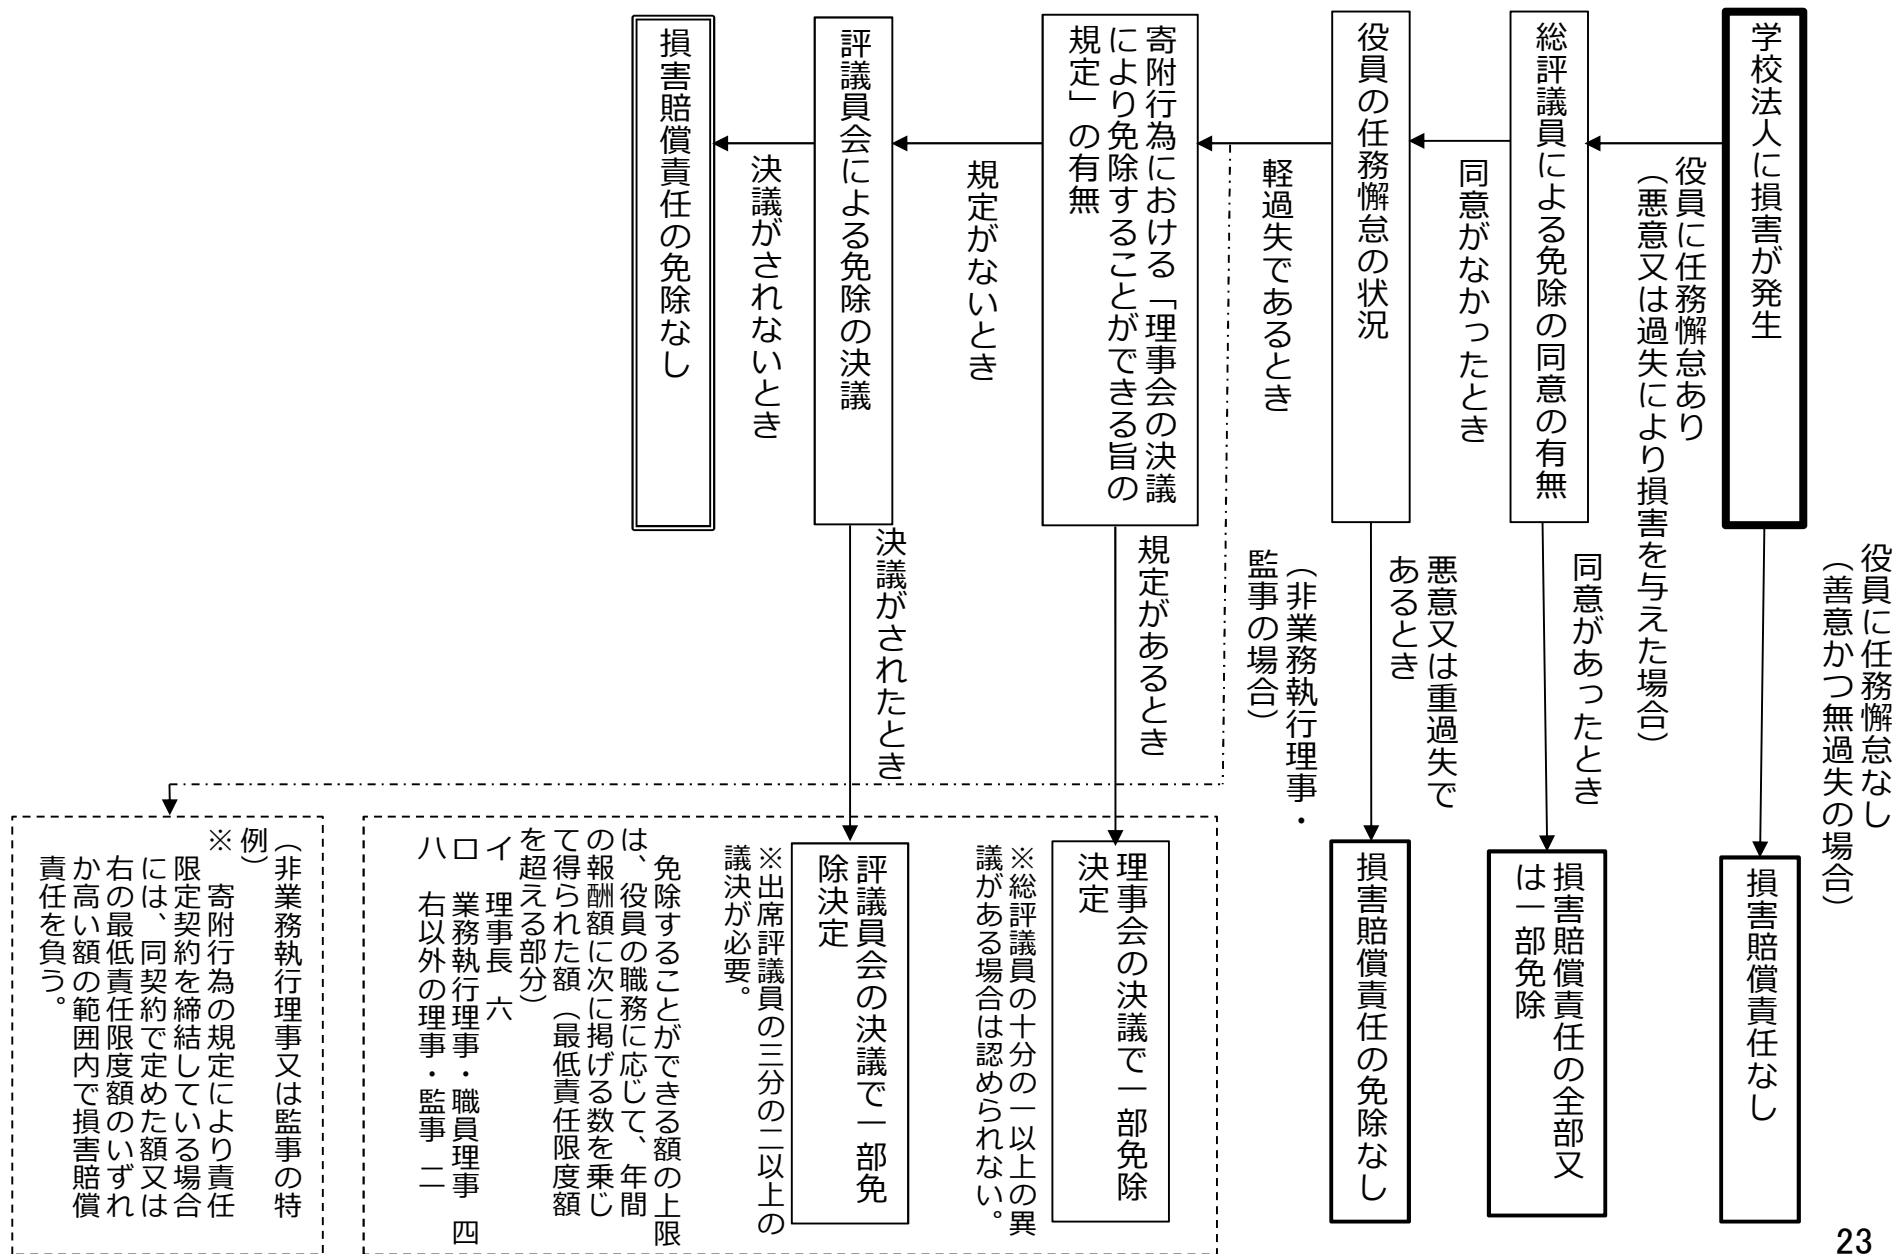 学校法人に損害が発生
役員に任務懈怠なし
（善意かつ無過失の場合）
損害賠償責任なし
役員に任務懈怠あり
（悪意又は過失により損害を与えた場合）
総評議員による免除の同意の有無
同意があったとき
損害賠償責任の全部又
は一部免除
同意がなかったとき
役員の任務懈怠の状況
悪意又は重過失で
あるとき
損害賠償責任の免除なし
軽過失であるとき
（非業務執行理事・
監事の場合）
寄附行為における「理事会の決議
により免除することができる旨の
規定」の有無
規定があるとき
理事会の決議で一部免除
決定
※総評議員の十分の一以上の異
議がある場合は認められない。
規定がないとき
評議員会による免除の決議
決議がされたとき
評議員会の決議で一部免
除決定
※出席評議員の三分の二以上の
議決が必要。
決議がされないとき
損害賠償責任の免除なし
免除することができる額の上限
は、役員の職務に応じて、年間
の報酬額に次に掲げる数を乗じ
て得られた額（最低責任限度額
を超える部分）
イ　理事長　六
ロ　業務執行理事・職員理事　四
ハ　右以外の理事・監事　二
（非業務執行理事又は監事の特
例）
※　寄附行為の規定により責任
限定契約を締結している場合
には、同契約で定めた額又は
右の最低責任限度額のいずれ
か高い額の範囲内で損害賠償
責任を負う。
23